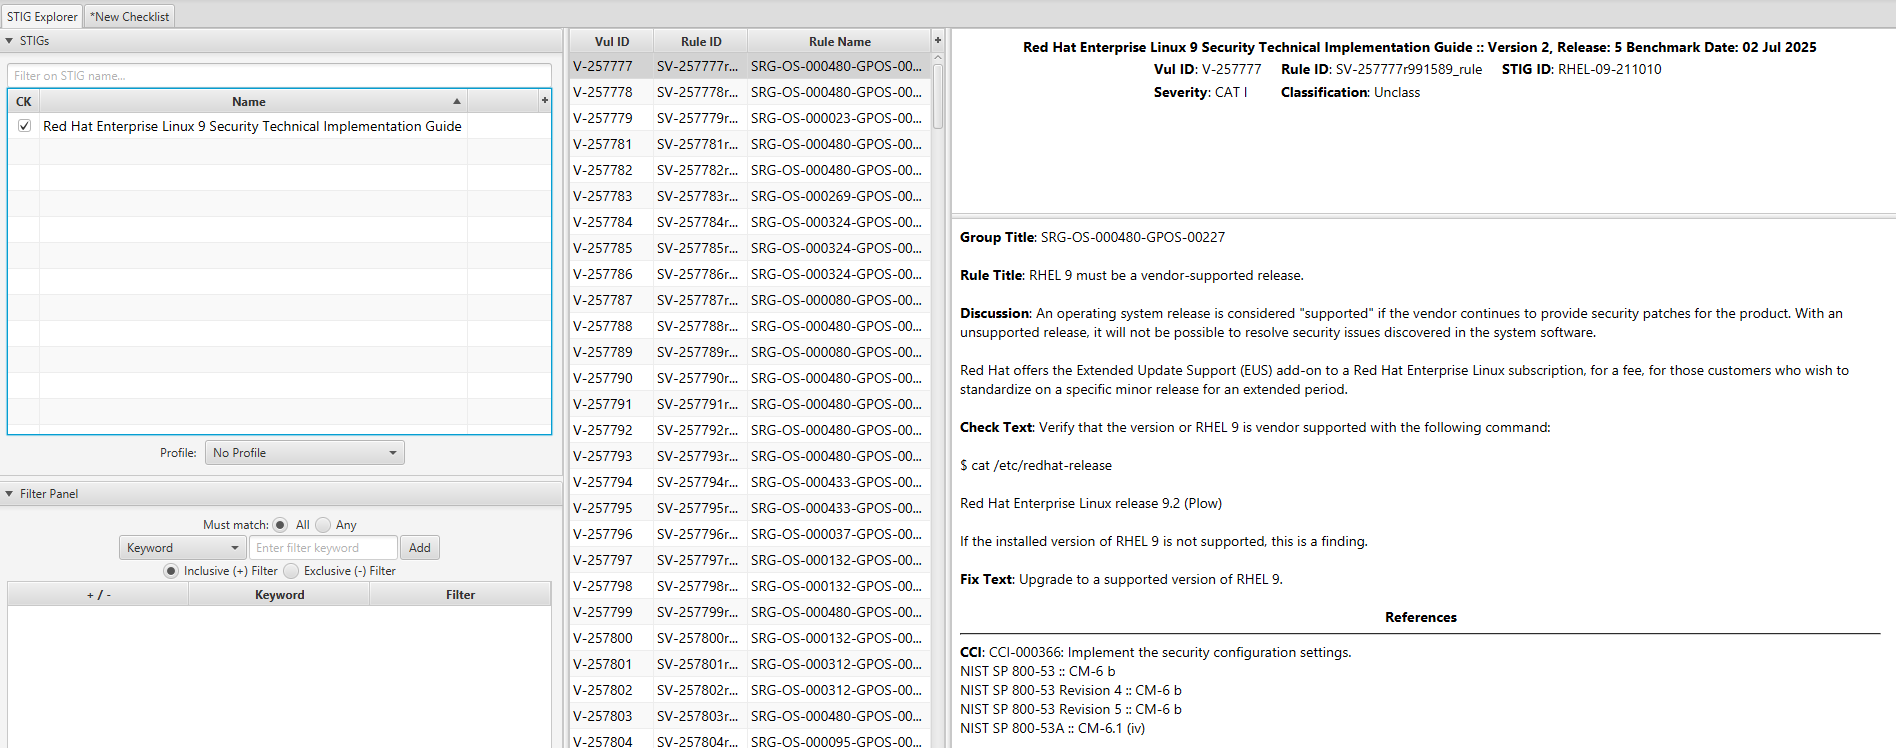 STIG Explorer
*New Checklist
STIGs
Filter on STIG name...
CK Name +
Red Hat Enterprise Linux 9 Security Technical Implementation Guide
Profile: No Profile
Filter Panel
Must match: All Any
Keyword Enter filter keyword Add
Inclusive (+) Filter Exclusive (-) Filter
+ / - Keyword Filter
Vul ID Rule ID Rule Name +
V-257777 SV-257777r... SRG-OS-000480-GPOS-00...
V-257778 SV-257778r... SRG-OS-000480-GPOS-00...
V-257779 SV-257779r... SRG-OS-000023-GPOS-00...
V-257781 SV-257781r... SRG-OS-000480-GPOS-00...
V-257782 SV-257782r... SRG-OS-000480-GPOS-00...
V-257783 SV-257783r... SRG-OS-000269-GPOS-00...
V-257784 SV-257784r... SRG-OS-000324-GPOS-00...
V-257785 SV-257785r... SRG-OS-000324-GPOS-00...
V-257786 SV-257786r... SRG-OS-000324-GPOS-00...
V-257787 SV-257787r... SRG-OS-000080-GPOS-00...
V-257788 SV-257788r... SRG-OS-000480-GPOS-00...
V-257789 SV-257789r... SRG-OS-000080-GPOS-00...
V-257790 SV-257790r... SRG-OS-000480-GPOS-00...
V-257791 SV-257791r... SRG-OS-000480-GPOS-00...
V-257792 SV-257792r... SRG-OS-000480-GPOS-00...
V-257793 SV-257793r... SRG-OS-000480-GPOS-00...
V-257794 SV-257794r... SRG-OS-000433-GPOS-00...
V-257795 SV-257795r... SRG-OS-000433-GPOS-00...
V-257796 SV-257796r... SRG-OS-000037-GPOS-00...
V-257797 SV-257797r... SRG-OS-000132-GPOS-00...
V-257798 SV-257798r... SRG-OS-000132-GPOS-00...
V-257799 SV-257799r... SRG-OS-000480-GPOS-00...
V-257800 SV-257800r... SRG-OS-000132-GPOS-00...
V-257801 SV-257801r... SRG-OS-000312-GPOS-00...
V-257802 SV-257802r... SRG-OS-000312-GPOS-00...
V-257803 SV-257803r... SRG-OS-000480-GPOS-00...
V-257804 SV-257804r... SRG-OS-000095-GPOS-00...
Red Hat Enterprise Linux 9 Security Technical Implementation Guide :: Version 2, Release: 5 Benchmark Date: 02 Jul 2025
Vul ID: V-257777 Rule ID: SV-257777r991589_rule STIG ID: RHEL-09-211010
Severity: CAT I Classification: Unclass
Group Title: SRG-OS-000480-GPOS-00227
Rule Title: RHEL 9 must be a vendor-supported release.
Discussion: An operating system release is considered "supported" if the vendor continues to provide security patches for the product. With an
unsupported release, it will not be possible to resolve security issues discovered in the system software.
Red Hat offers the Extended Update Support (EUS) add-on to a Red Hat Enterprise Linux subscription, for a fee, for those customers who wish to
standardize on a specific minor release for an extended period.
Check Text: Verify that the version or RHEL 9 is vendor supported with the following command:
$ cat /etc/redhat-release
Red Hat Enterprise Linux release 9.2 (Plow)
If the installed version of RHEL 9 is not supported, this is a finding.
Fix Text: Upgrade to a supported version of RHEL 9.
References
CCI: CCI-000366: Implement the security configuration settings.
NIST SP 800-53 :: CM-6 b
NIST SP 800-53 Revision 4 :: CM-6 b
NIST SP 800-53 Revision 5 :: CM-6 b
NIST SP 800-53A :: CM-6.1 (iv)